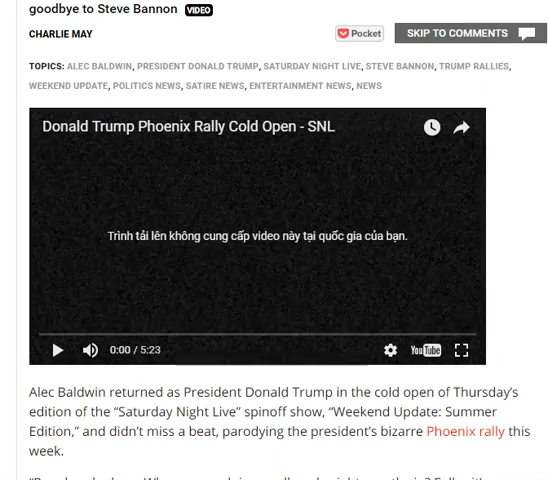 goodbye to Steve Bannon VIDEO
CHARLIE MAY
Pocket
SKIP TO COMMENTS
TOPICS: ALEC BALDWIN, PRESIDENT DONALD TRUMP, SATURDAY NIGHT LIVE, STEVE BANNON, TRUMP RALLIES,
WEEKEND UPDATE, POLITICS NEWS, SATIRE NEWS, ENTERTAINMENT NEWS, NEWS
Donald Trump Phoenix Rally Cold Open - SNL
Trình tải lên không cung cấp video này tại quốc gia của bạn.
0:00 / 5:23
YouTube
Alec Baldwin returned as President Donald Trump in the cold open of Thursday's
edition of the “Saturday Night Live” spinoff show, “Weekend Update: Summer
Edition,” and didn't miss a beat, parodying the president's bizarre Phoenix rally this
week.